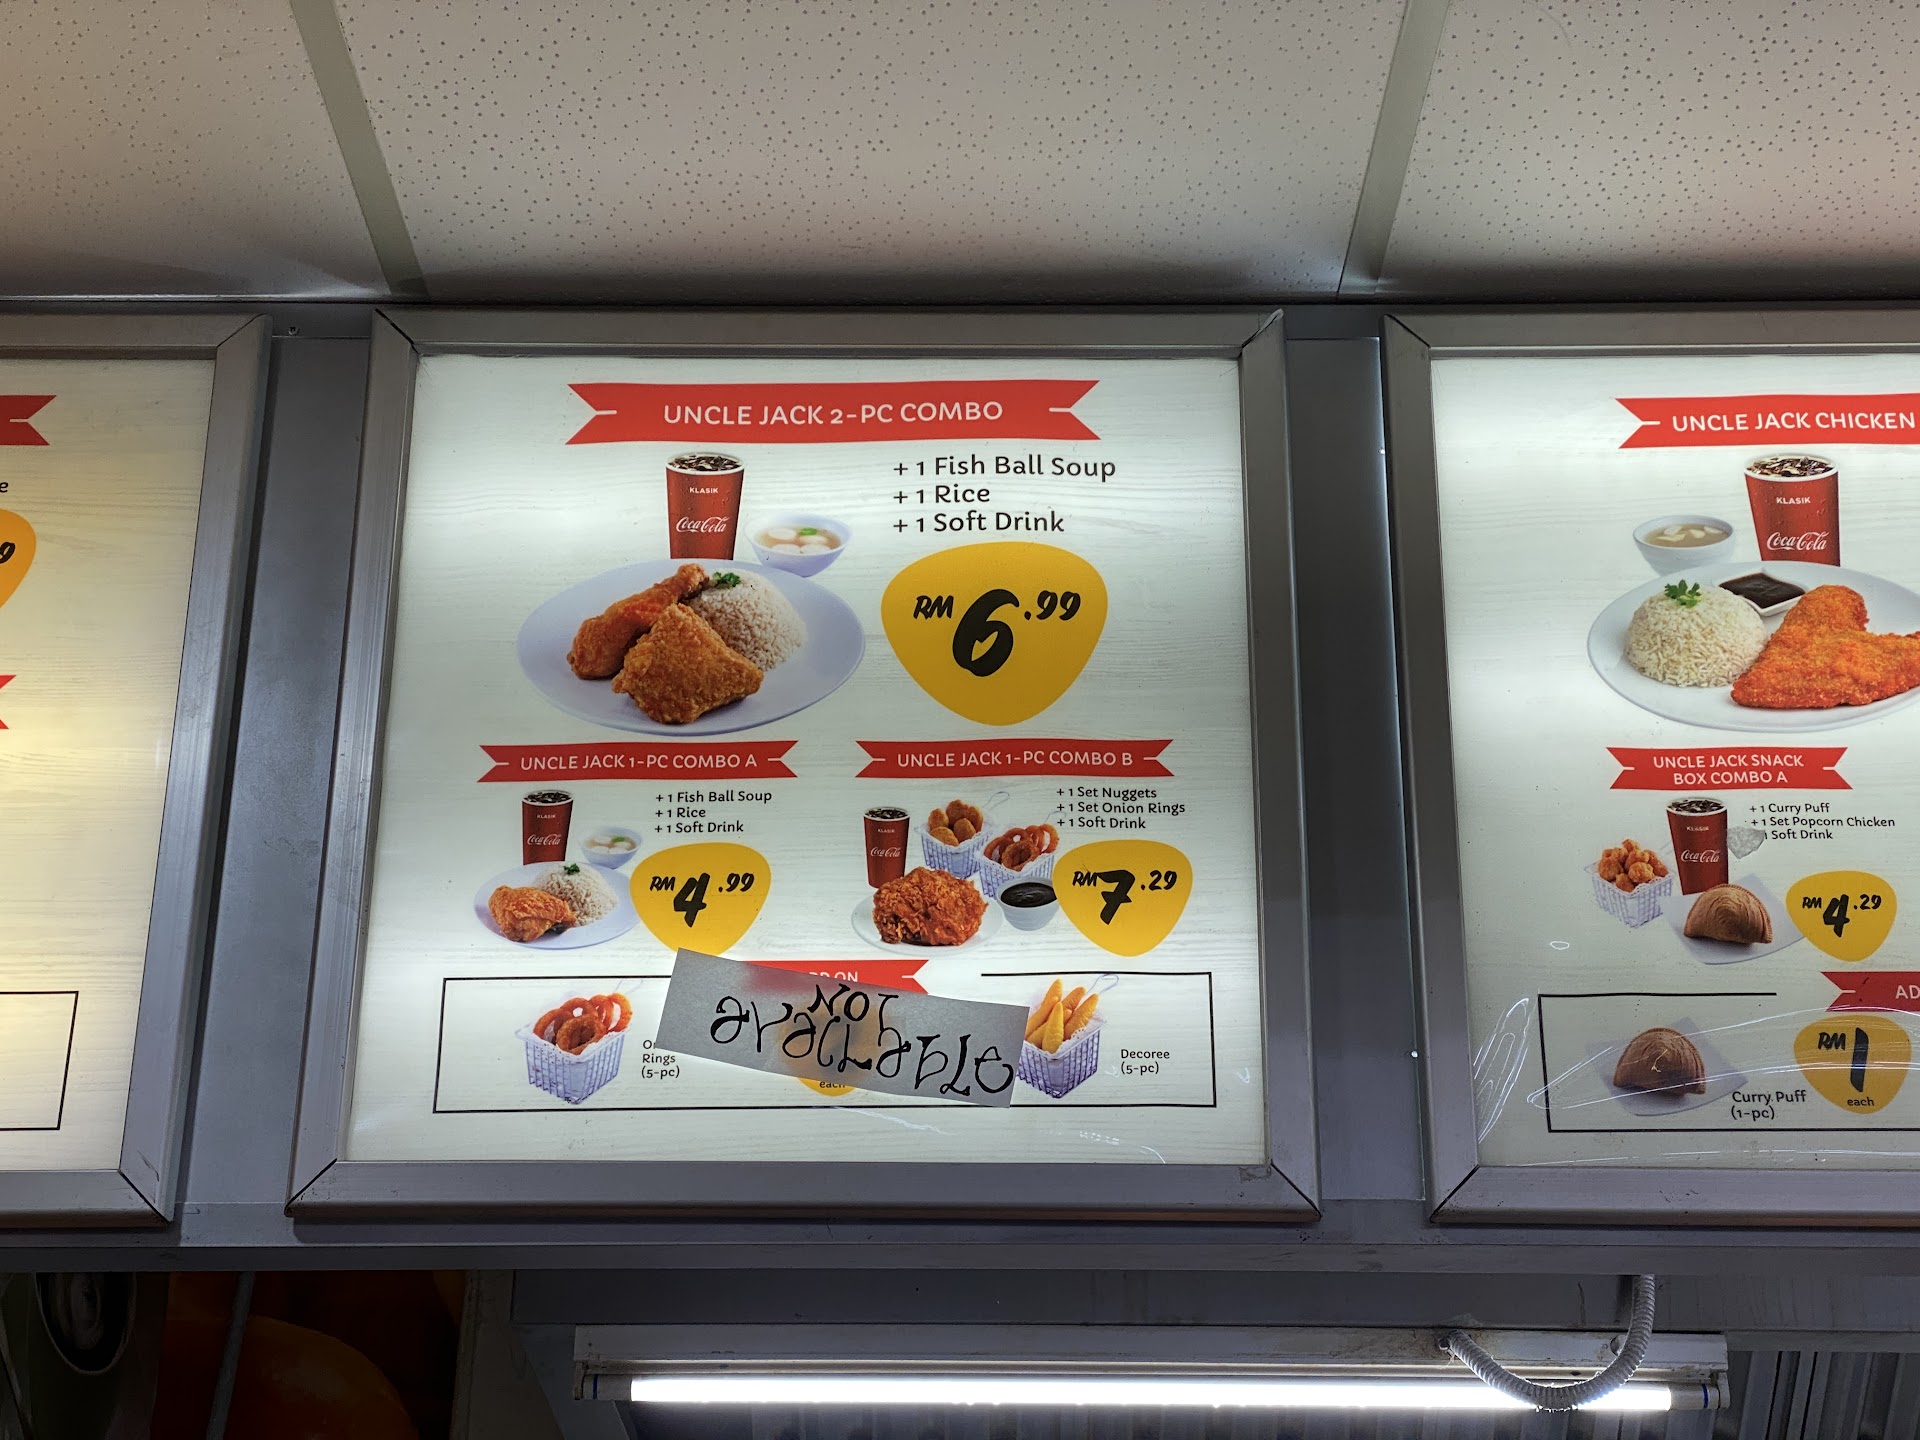 UNCLE JACK 2-PC COMBO
+ 1 Fish Ball Soup
+ 1 Rice
+ 1 Soft Drink
KLASIK
Coca-Cola
RM 6.99
UNCLE JACK 1-PC COMBO A
+ 1 Fish Ball Soup
+ 1 Rice
+ 1 Soft Drink
KLASIK
Coca-Cola
RM 4.99
UNCLE JACK 1-PC COMBO B
+ 1 Set Nuggets
+ 1 Set Onion Rings
+ 1 Soft Drink
KLASIK
Coca-Cola
RM 7.29
ON
NOT
avaiLabLe
Rings
(5-pc)
each
Decoree
(5-pc)
UNCLE JACK CHICKEN
KLASIK
Coca-Cola
UNCLE JACK SNACK
BOX COMBO A
+ 1 Curry Puff
+ 1 Set Popcorn Chicken
Soft Drink
KLASIK
Coca-Cola
RM 4.29
AD
Curry Puff
(1-pc)
RM 1
each